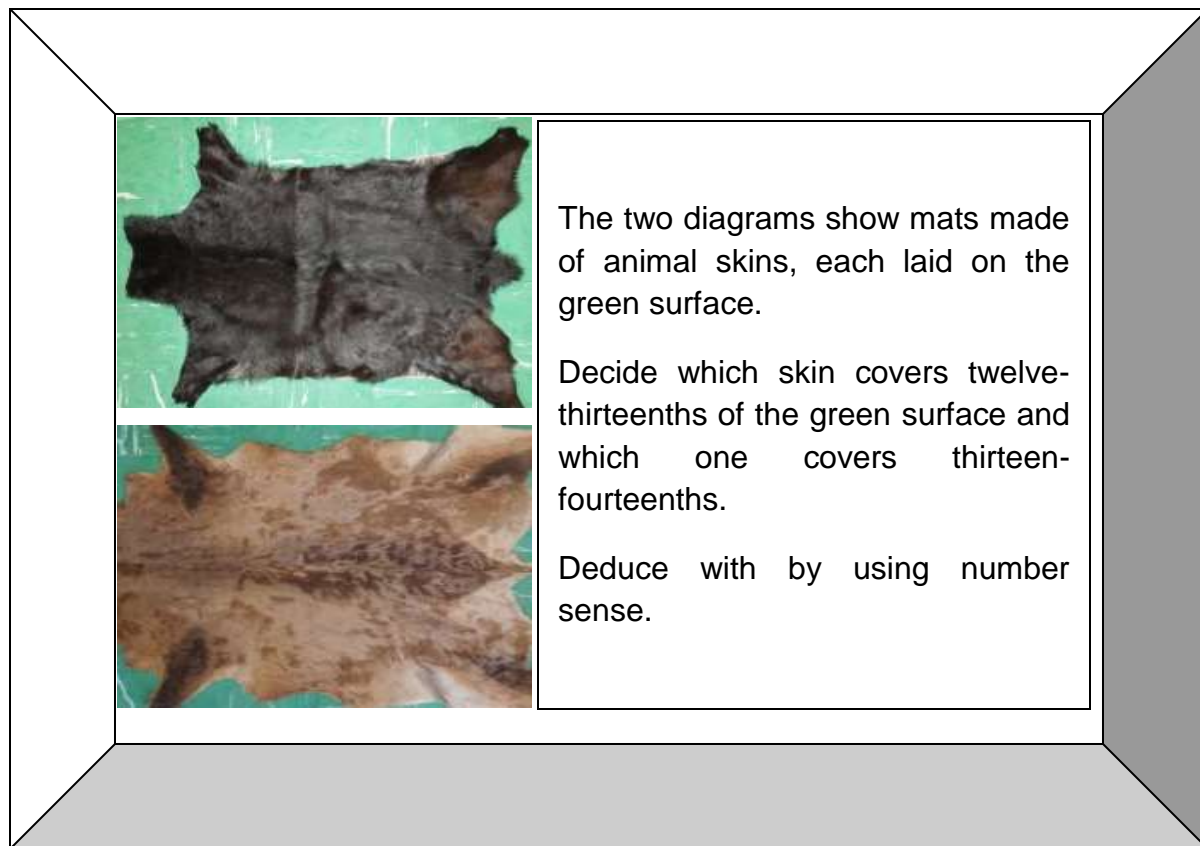 The two diagrams show mats made
of animal skins, each laid on the
green surface.
Decide which skin covers twelve-
thirteenths of the green surface and
which one covers thirteen-
fourteenths.
Deduce with by using number
sense.